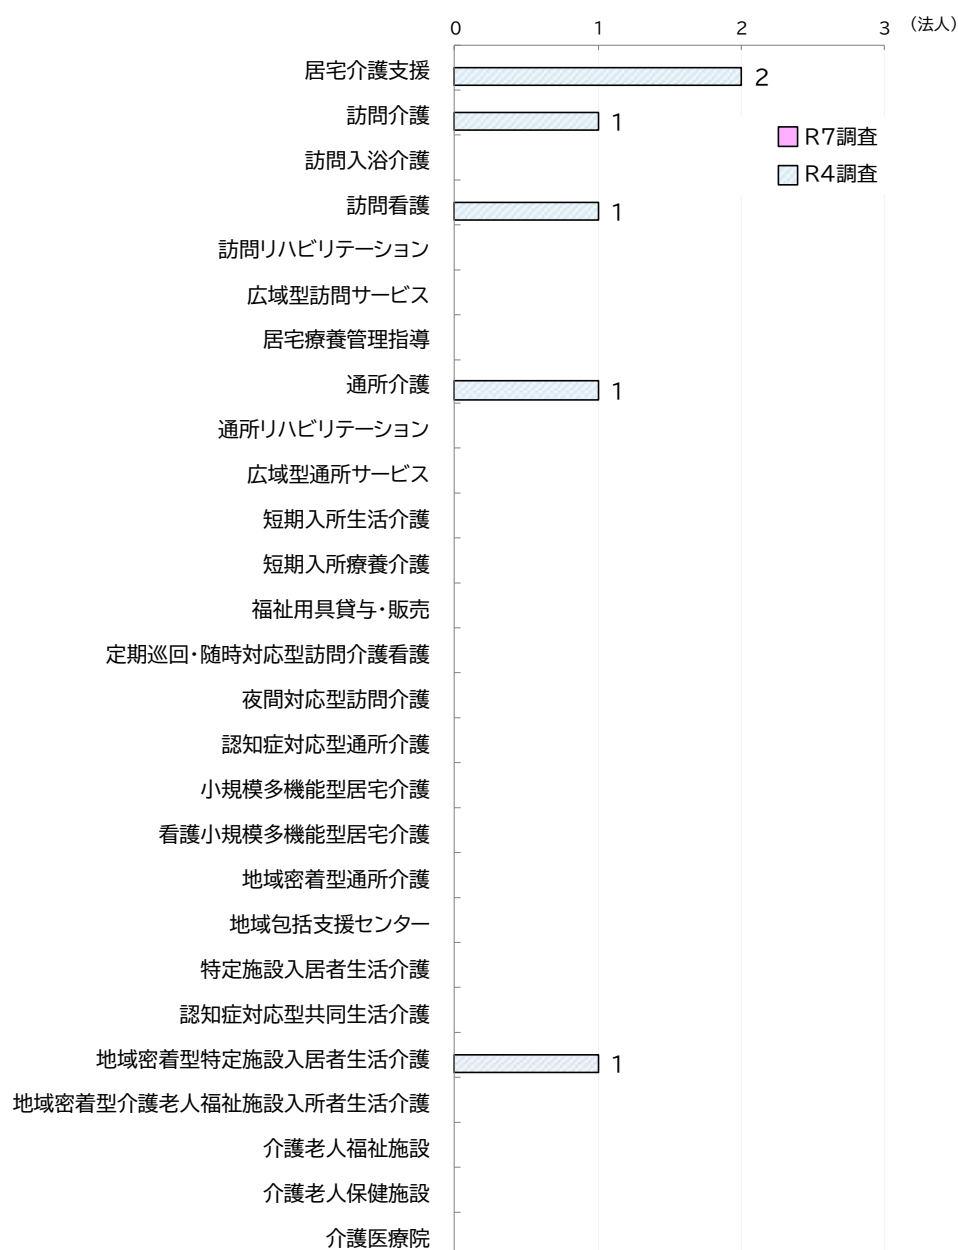 0 1 2 3 （法人）
居宅介護支援 2
訪問介護 1
R7調査
訪問入浴介護
R4調査
訪問看護 1
訪問リハビリテーション
広域型訪問サービス
居宅療養管理指導
通所介護 1
通所リハビリテーション
広域型通所サービス
短期入所生活介護
短期入所療養介護
福祉用具貸与・販売
定期巡回・随時対応型訪問介護看護
夜間対応型訪問介護
認知症対応型通所介護
小規模多機能型居宅介護
看護小規模多機能型居宅介護
地域密着型通所介護
地域包括支援センター
特定施設入居者生活介護
認知症対応型共同生活介護
地域密着型特定施設入居者生活介護 1
地域密着型介護老人福祉施設入所者生活介護
介護老人福祉施設
介護老人保健施設
介護医療院